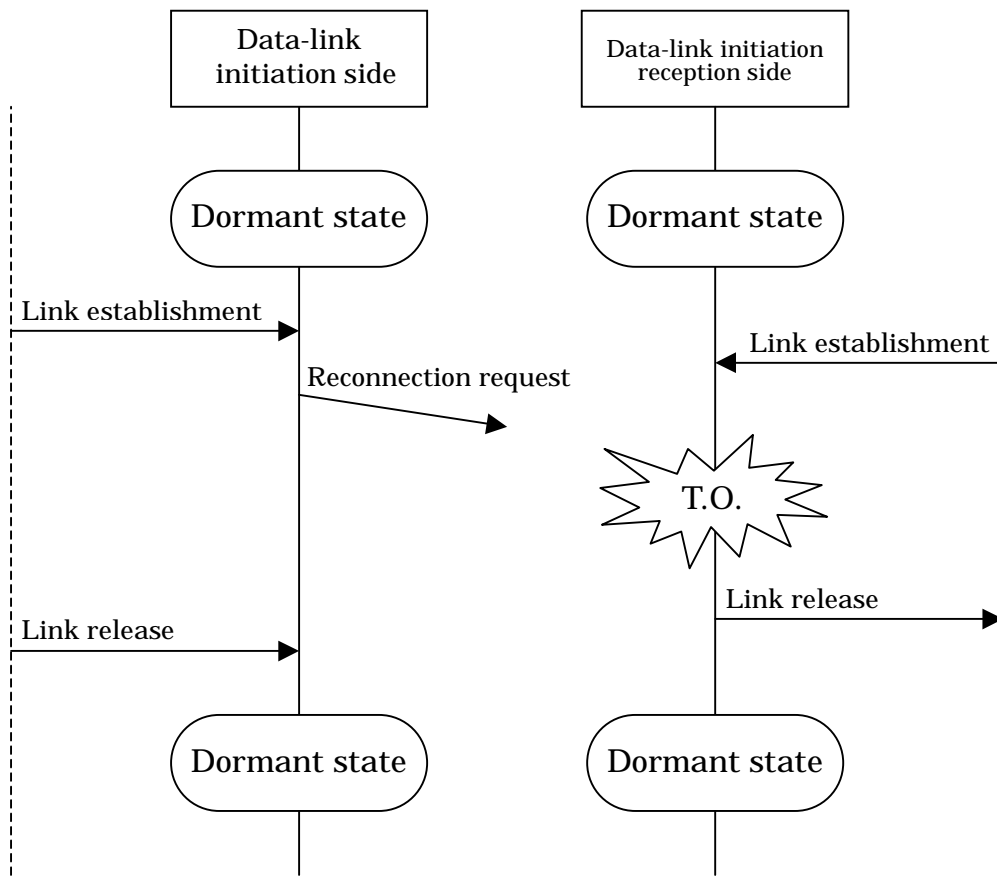 Data-link
initiation side
Data-link initiation
reception side
Dormant state
Dormant state
Link establishment
Link establishment
Reconnection request
T.O.
Link release
Link release
Dormant state
Dormant state